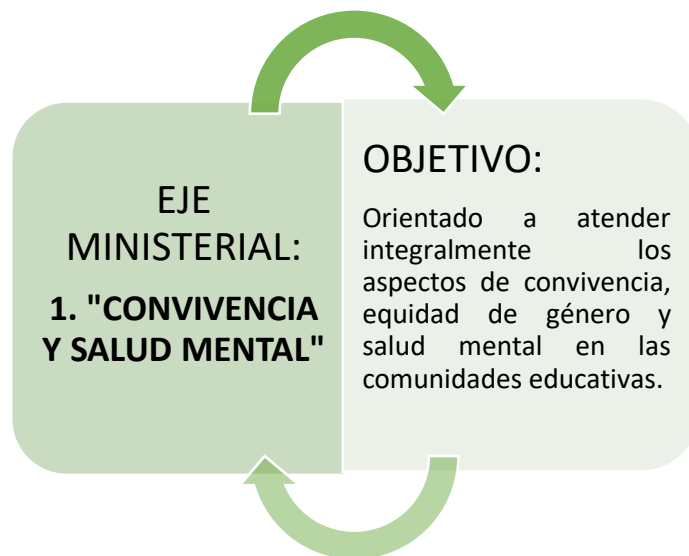 EJE
MINISTERIAL:
1. "CONVIVENCIA
Y SALUD MENTAL"
OBJETIVO:
Orientado a atender
integralmente los
aspectos de convivencia,
equidad de género y
salud mental en las
comunidades educativas.